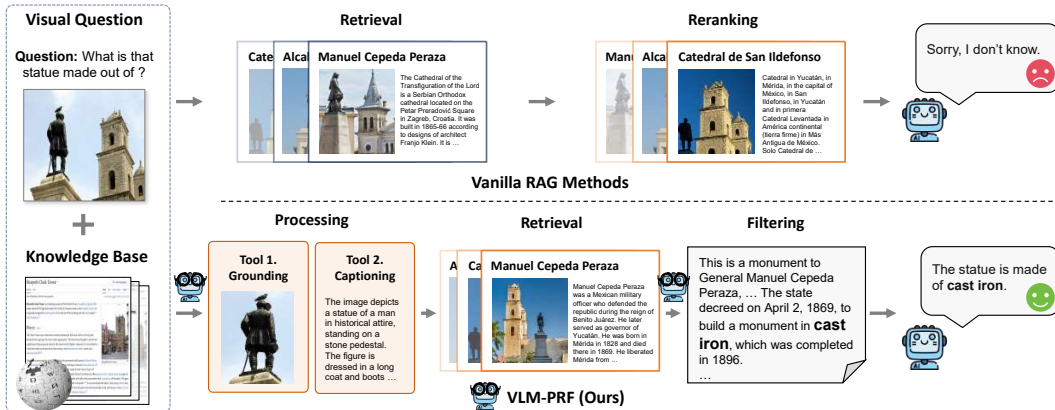 Visual Question
Question: What is that
statue made out of ?
Knowledge Base
Retrieval
Cate
Alca
Manuel Cepeda Peraza
The Cathedral of the
Transfiguration of the Lord
is a Serbian Orthodox
cathedral located on the
Petar Preradović Square
in Zagreb, Croatia. It was
built in 1865-66 according
to designs of architect
Franjo Klein. It is ...
Reranking
Manu
Alca
Catedral de San Ildefonso
Catedral in Yucatán, en
Mérida, in the capital of
México, in San
Ildefonso, in Yucatán
and in primera
Catedral Levantada in
América continental
(tierra firme) in Más
Antigua de México.
Solo Catedral de ...
Sorry, I don't know.
AI
Vanilla RAG Methods
Processing
Tool 1.
Grounding
Tool 2.
Captioning
The image depicts
a statue of a man
in historical attire,
standing on a
stone pedestal.
The figure is
dressed in a long
coat and boots ...
Retrieval
A
Ca
Manuel Cepeda Peraza
Manuel Cepeda Peraza
was a Mexican military
officer who defended the
republic during the reign of
Benito Juárez. He later
served as governor of
Yucatán. He was born in
Mérida in 1828 and died
there in 1869. He liberated
Mérida from ...
Filtering
This is a monument to
General Manuel Cepeda
Peraza, ... The state
decreed on April 2, 1869, to
build a monument in cast
iron, which was completed
in 1896.
...
The statue is made
of cast iron.
AI
VLM-PRF (Ours)